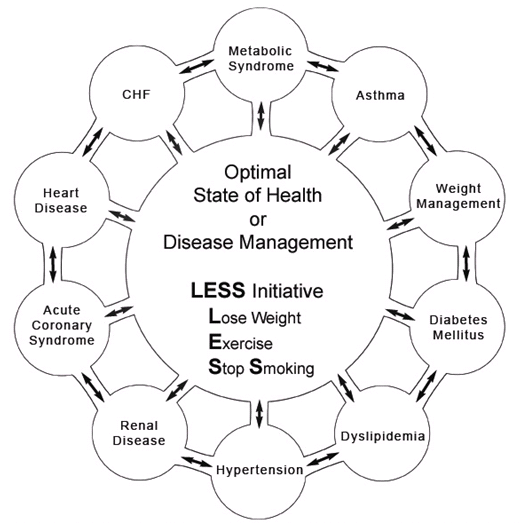 Metabolic
Syndrome
Asthma
Weight
Management
Diabetes
Mellitus
Dyslipidemia
Hypertension
Renal
Disease
Acute
Coronary
Syndrome
Heart
Disease
CHF
Optimal
State of Health
or
Disease Management
LESS Initiative
Lose Weight
Exercise
Stop Smoking